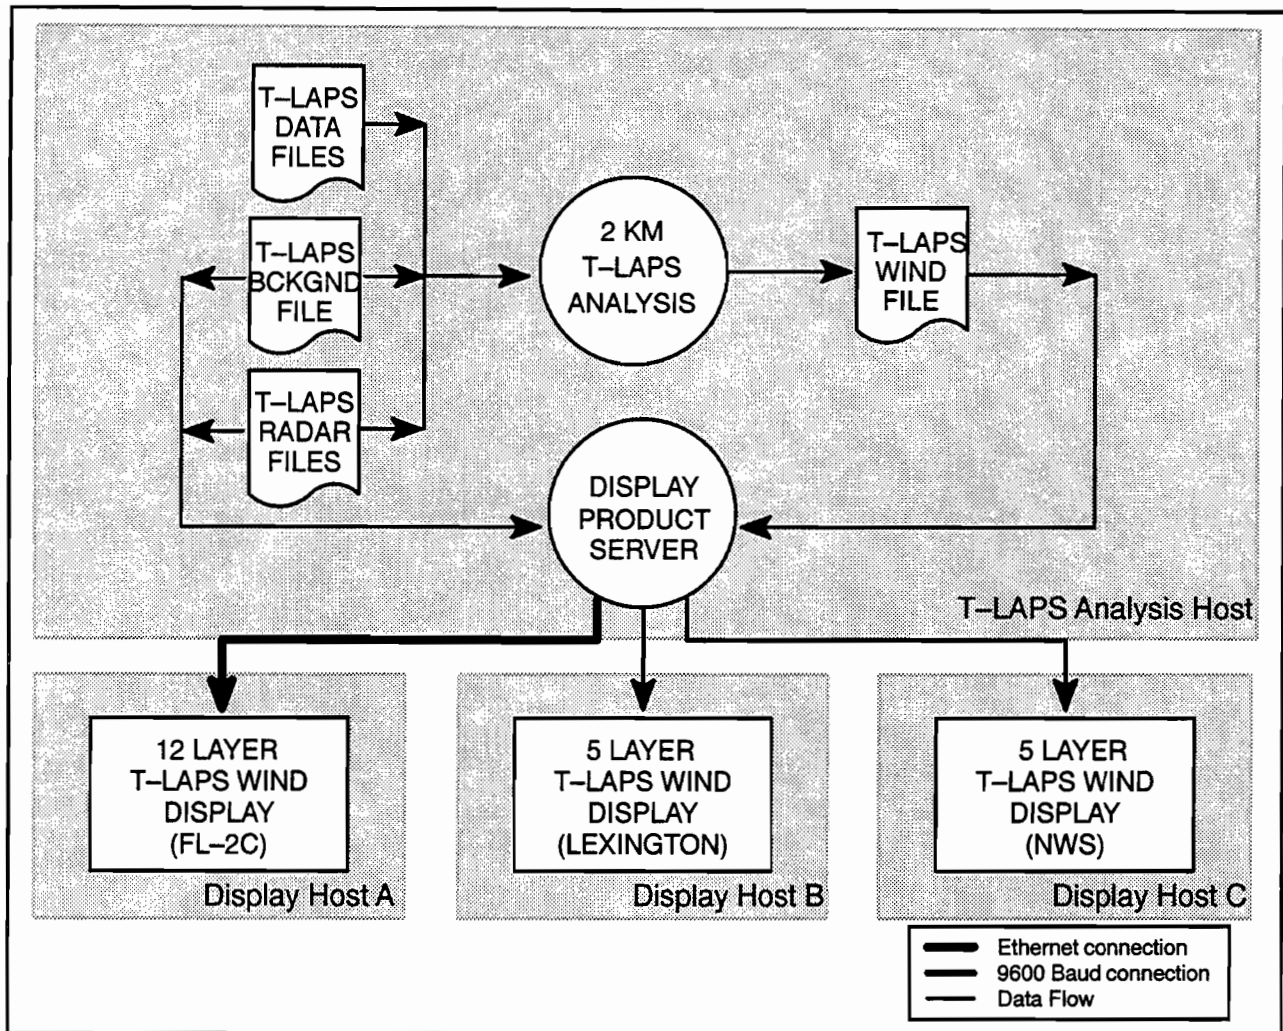 T–LAPS
DATA
FILES
T–LAPS
BCKGND
FILE
T–LAPS
RADAR
FILES
2 KM
T–LAPS
ANALYSIS
T–LAPS
WIND
FILE
DISPLAY
PRODUCT
SERVER
T–LAPS Analysis Host
12 LAYER
T–LAPS WIND
DISPLAY
(FL–2C)
Display Host A
5 LAYER
T–LAPS WIND
DISPLAY
(LEXINGTON)
Display Host B
5 LAYER
T–LAPS WIND
DISPLAY
(NWS)
Display Host C
Ethernet connection
9600 Baud connection
Data Flow